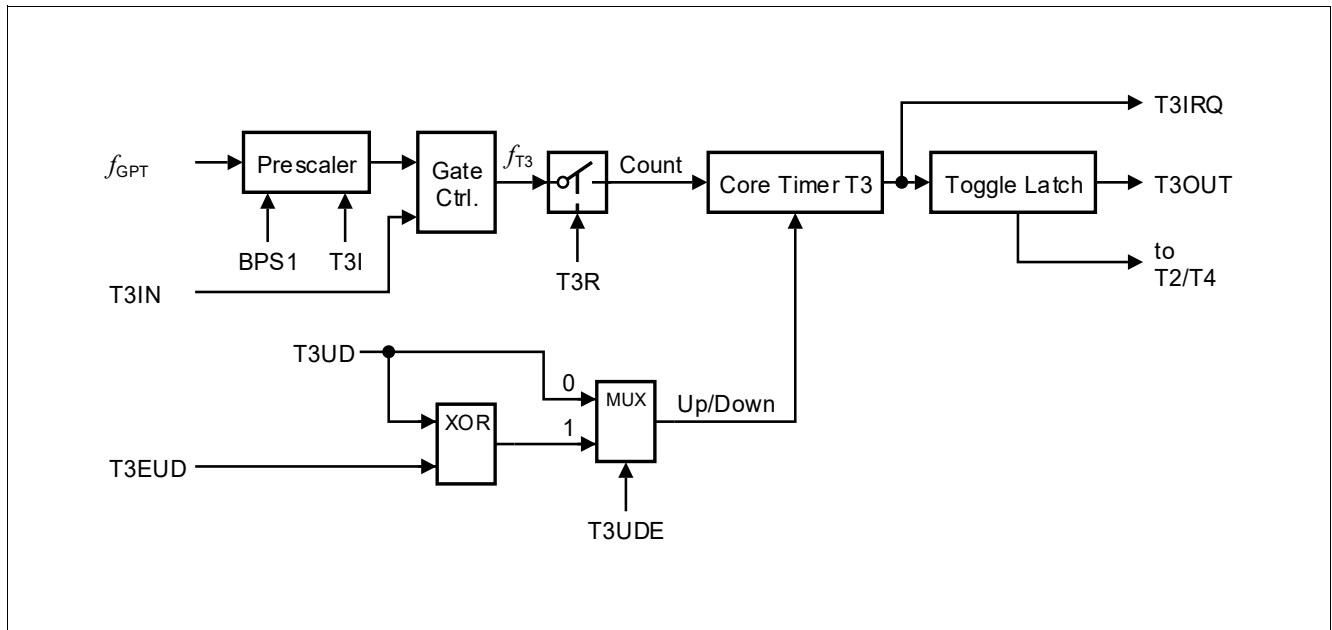 T3IRQ
fGPT
Prescaler
Gate
Ctrl.
fT3
Count
Core Timer T3
Toggle Latch
T3OUT
BPS1
T3I
T3R
to
T2/T4
T3IN
T3UD
0
MUX
Up/Down
XOR
1
T3EUD
T3UDE